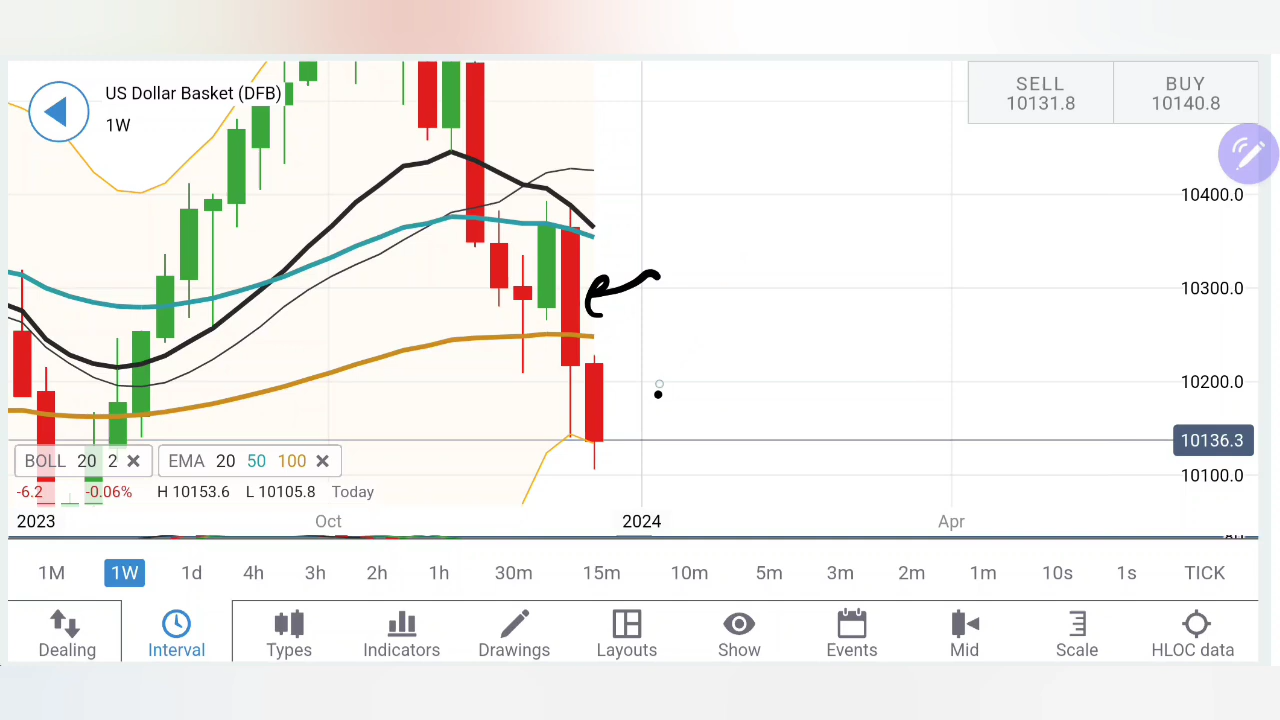 US Dollar Basket (DFB)
1W
SELL
10131.8
BUY
10140.8
10400.0
10300.0
10200.0
10136.3
10100.0
BOLL 20 2
EMA 20 50 100
-6.2 -0.06% H 10153.6 L 10105.8 Today
2023 Oct 2024 Apr
1M 1W 1d 4h 3h 2h 1h 30m 15m 10m 5m 3m 2m 1m 10s 1s TICK
Dealing Interval Types Indicators Drawings Layouts Show Events Mid Scale HLOC data